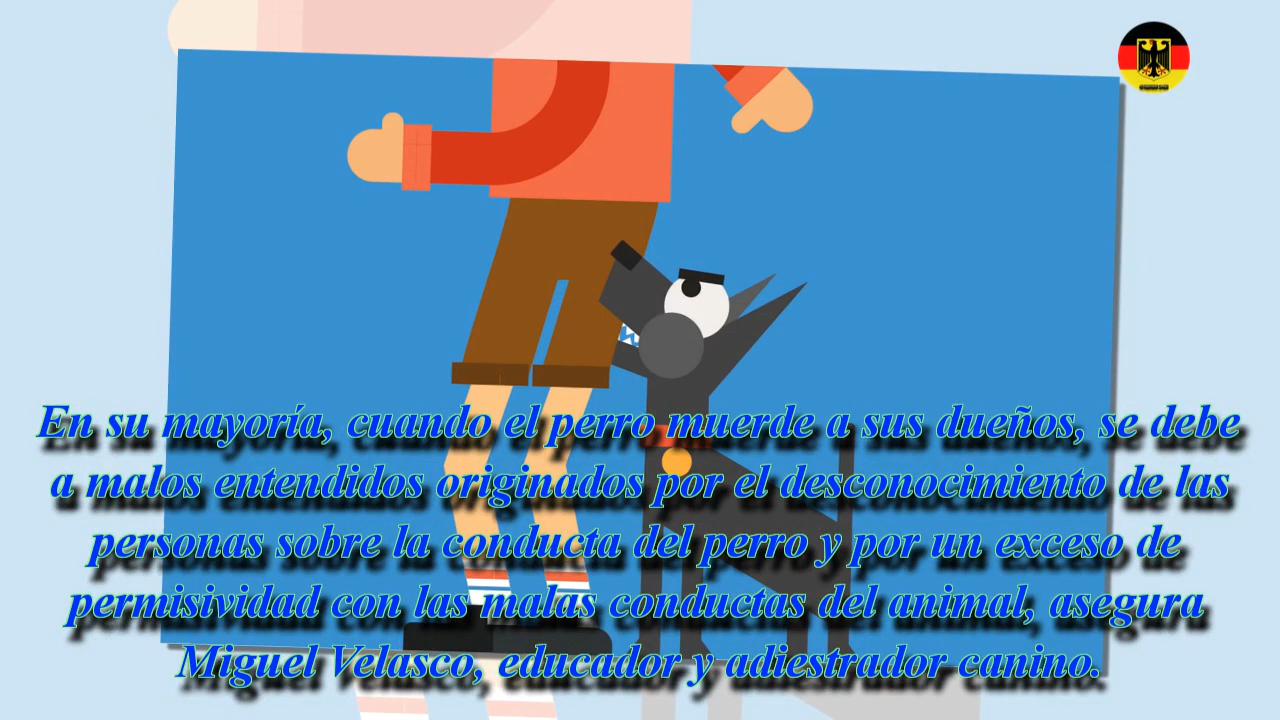 En su mayoría, cuando el perro muerde a sus dueños, se debe
a malos entendidos originados por el desconocimiento de las
personas sobre la conducta del perro y por un exceso de
permisividad con las malas conductas del animal, asegura
Miguel Velasco, educador y adiestrador canino.